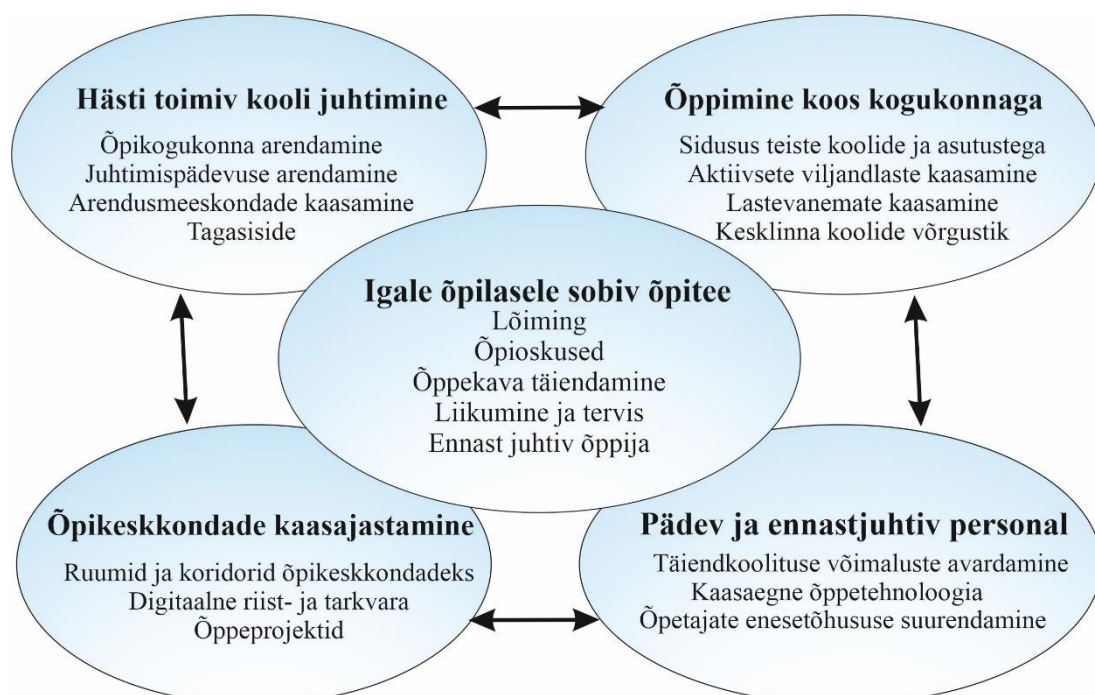 Hästi toimiv kooli juhtimine
Õpikogukonna arendamine
Juhtimispädevuse arendamine
Arendusmeeskondade kaasamine
Tagasiside
Õppimine koos kogukonnaga
Sidusus teiste koolide ja asutustega
Aktiivsete viljandlaste kaasamine
Lastevanemate kaasamine
Kesklinna koolide võrgustik
Igale õpilasele sobiv õpitee
Lõiming
Õpioskused
Õppekava täiendamine
Liikumine ja tervis
Ennast juhtiv õppija
Õpikeskkondade kaasajastamine
Ruumid ja koridorid õpikeskkondadeks
Digitaalne riist- ja tarkvara
Õppeprojektid
Pädev ja ennastjuhtiv personal
Täiendkoolituse võimaluste avardamine
Kaasaegne õppetehnoloogia
Õpetajate enesetõhususe suurendamine